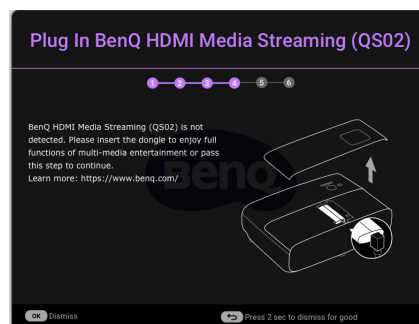 Plug In BenQ HDMI Media Streaming (QS02)
1 2 3 4 5 6
BenQ HDMI Media Streaming (QS02) is not
detected. Please insert the dongle to enjoy full
functions of multi-media entertainment or pass
this step to continue.
Learn more: https://www.benq.com/
BenQ
OK Dismiss
Press 2 sec to dismiss for good